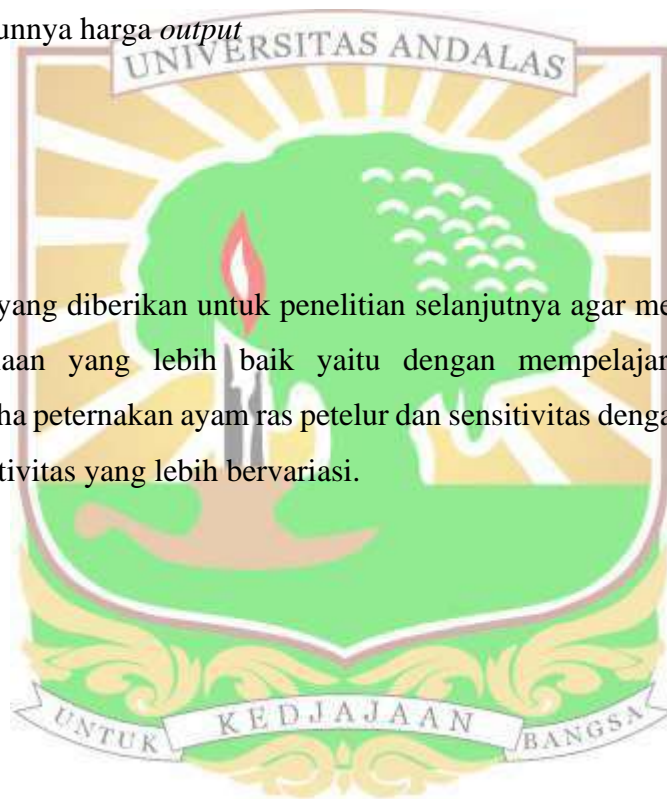 unnya harga output
UNIVERSITAS ANDALAS
yang diberikan untuk penelitian selanjutnya agar me
aan yang lebih baik yaitu dengan mempelajar
ha peternakan ayam ras petelur dan sensitivitas denga
tivitas yang lebih bervariasi.
UNTUK KEDJAJAAN BANGSA